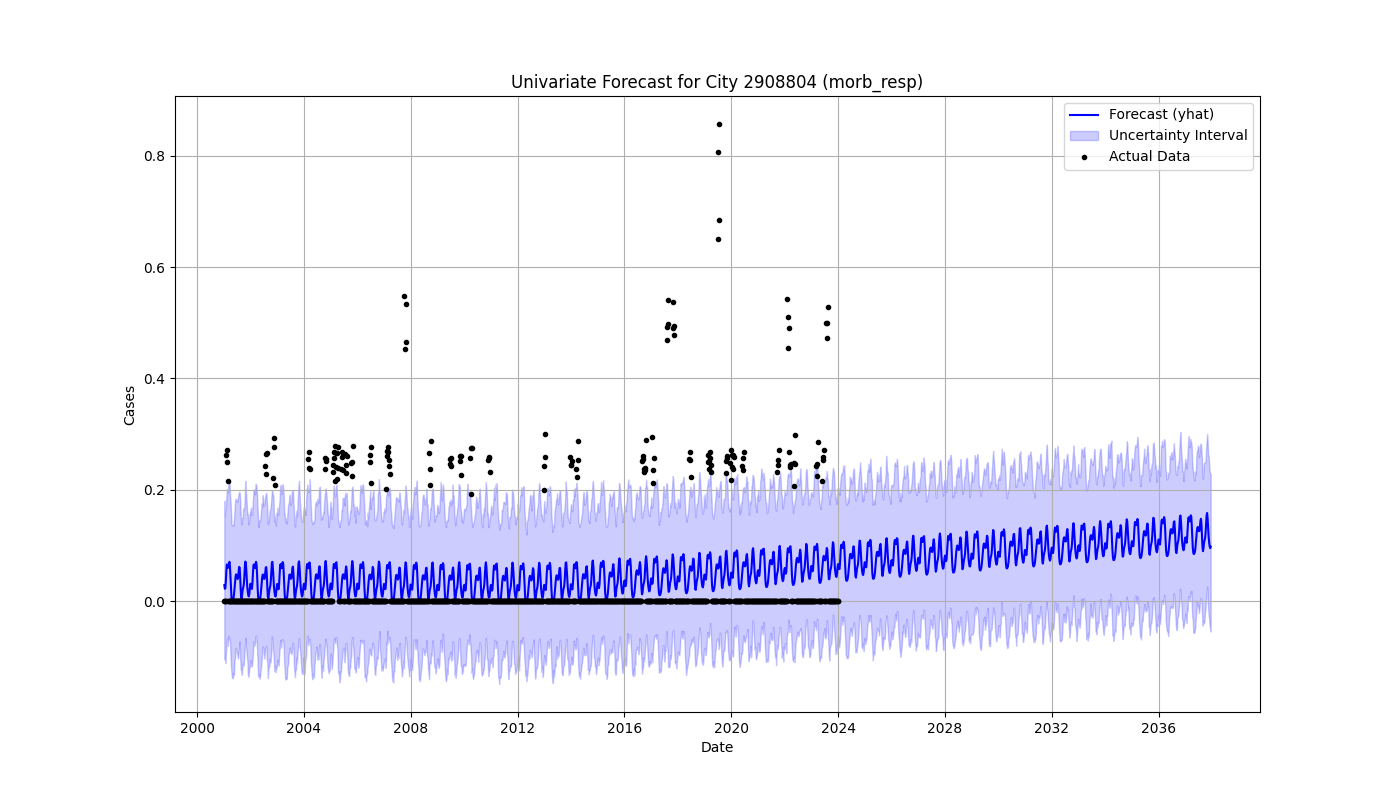 Univariate Forecast for City 2908804 (morb_resp)
Forecast (yhat)
Uncertainty Interval
Actual Data
Cases
0.8
0.6
0.4
0.2
0.0
2000 2004 2008 2012 2016 2020 2024 2028 2032 2036
Date